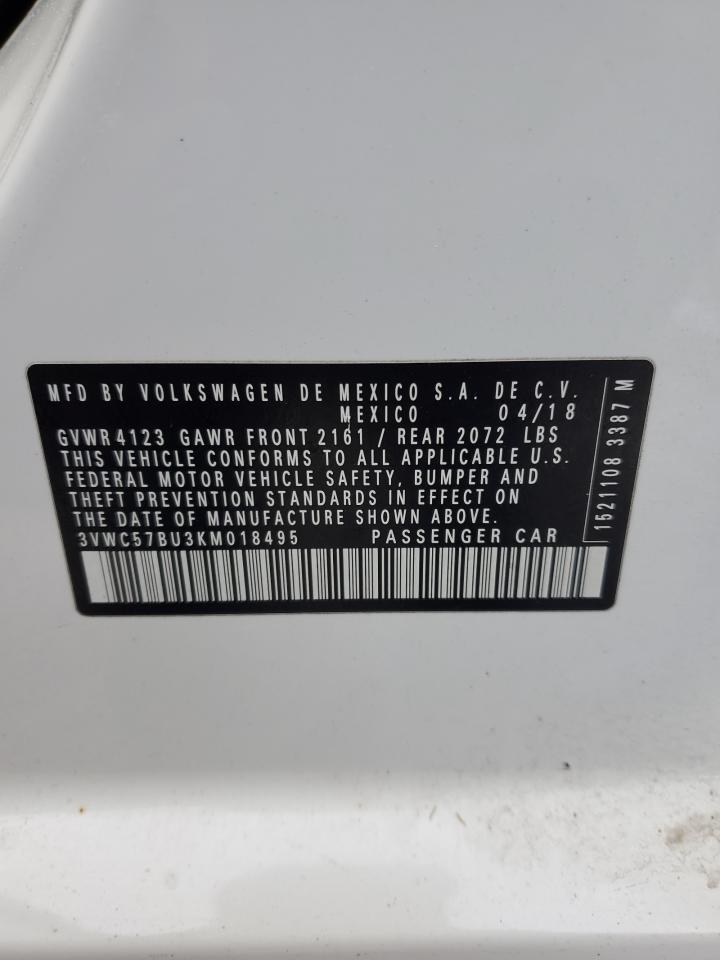 MFD BY VOLKSWAGEN DE MEXICO S.A. DE C.V.
MEXICO 04/18
GVWR 4123 GAWR FRONT 2161 / REAR 2072 LBS
THIS VEHICLE CONFORMS TO ALL APPLICABLE U.S.
FEDERAL MOTOR VEHICLE SAFETY, BUMPER AND
THEFT PREVENTION STANDARDS IN EFFECT ON
THE DATE OF MANUFACTURE SHOWN ABOVE.
3VWC57BU3KM018495 PASSENGER CAR
1521108 3387 M